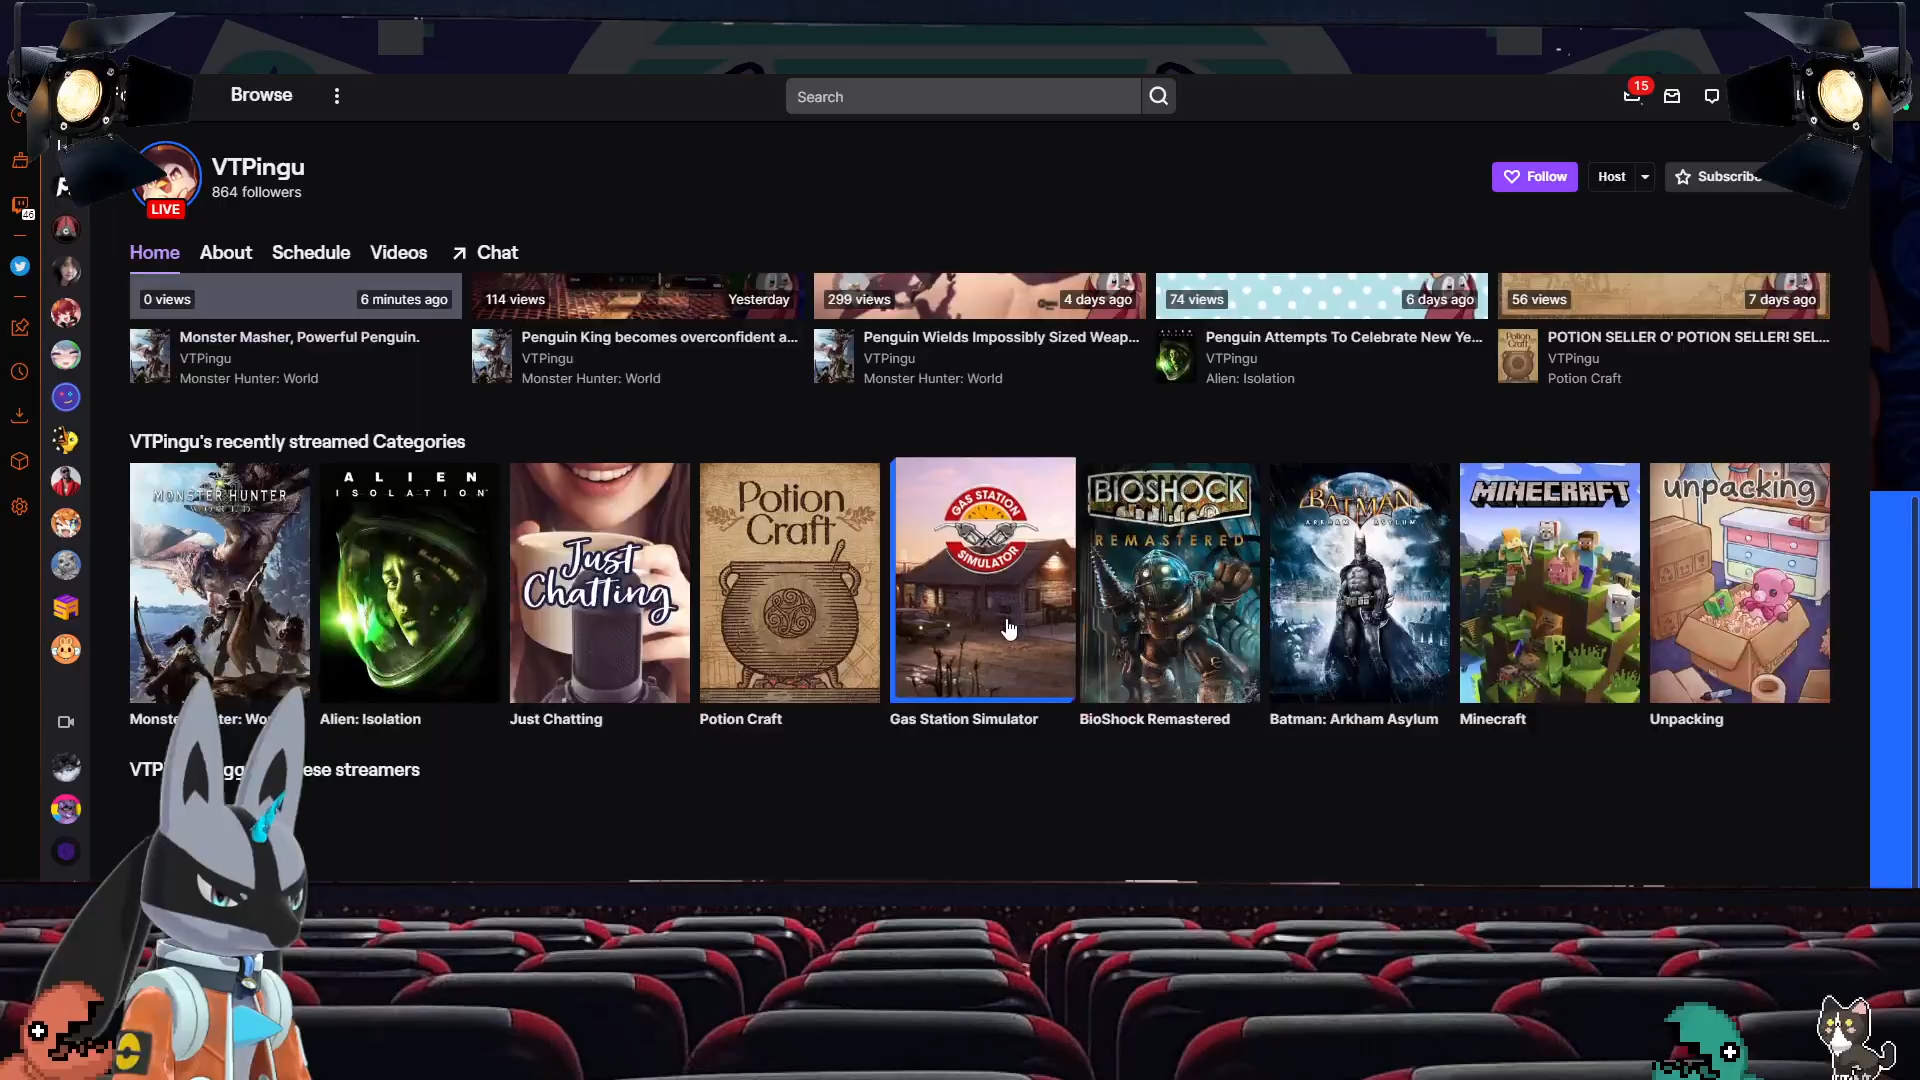 Browse
Search
15
46
VTPingu
864 followers
LIVE
Follow
Host
Subscribe
Home About Schedule Videos Chat
0 views 6 minutes ago
114 views Yesterday
299 views 4 days ago
74 views 6 days ago
56 views 7 days ago
Monster Masher, Powerful Penguin.
VTPingu
Monster Hunter: World
Penguin King becomes overconfident a...
VTPingu
Monster Hunter: World
Penguin Wields Impossibly Sized Weap...
VTPingu
Monster Hunter: World
Penguin Attempts To Celebrate New Ye...
VTPingu
Alien: Isolation
POTION SELLER O' POTION SELLER! SEL...
VTPingu
Potion Craft
VTPingu's recently streamed Categories
MONSTER HUNTER
WORLD
ALIEN
ISOLATION
Just
Chatting
Potion
Craft
GAS STATION
SIMULATOR
BIOSHOCK
REMASTERED
BATMAN
ARKHAM ASYLUM
MINECRAFT
unpacking
Alien: Isolation
Just Chatting
Potion Craft
Gas Station Simulator
BioShock Remastered
Batman: Arkham Asylum
Minecraft
Unpacking
streamers